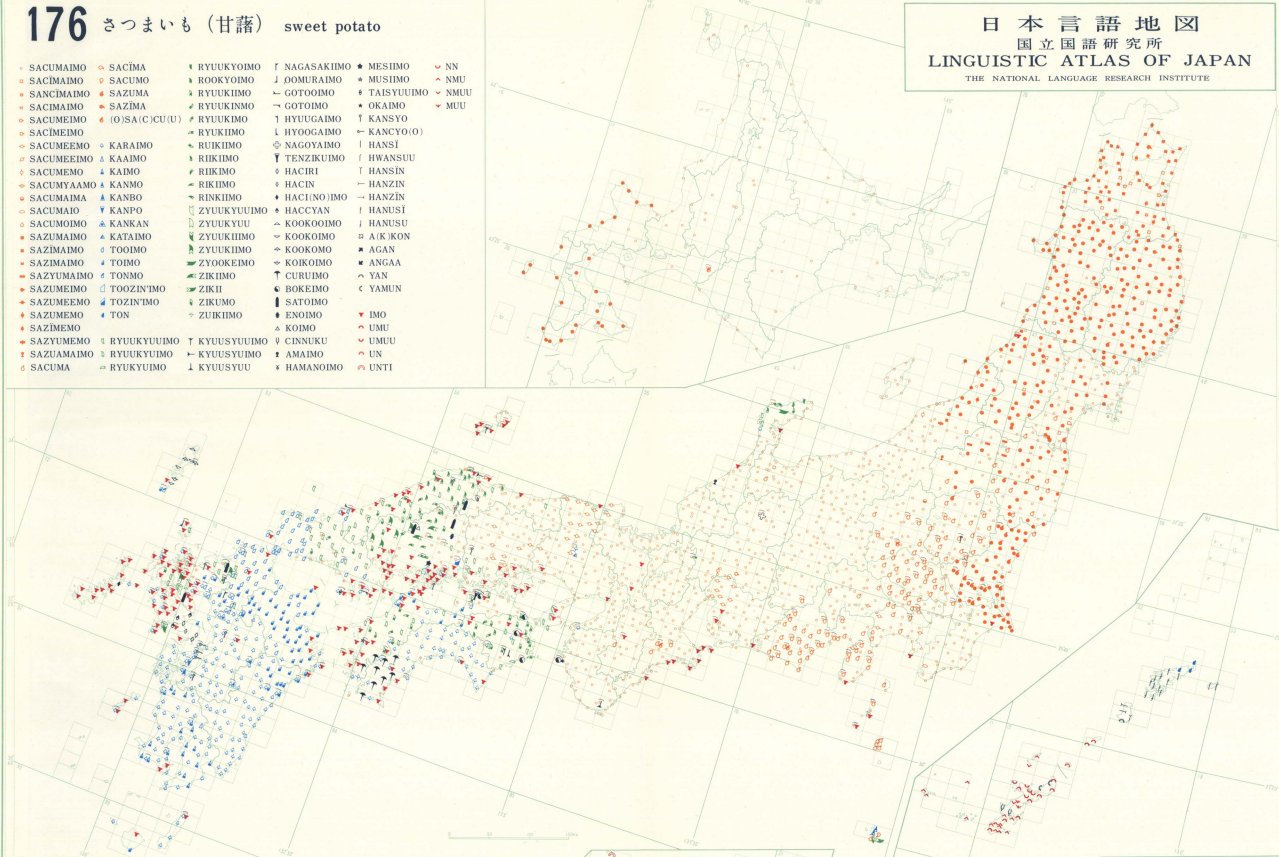 176 さつまいも (甘藷) sweet potato
SACUMAIMO
SACÏMAIMO
SANCÏMAIMO
SACIMAIMO
SACUMEIMO
SACÏMEIMO
SACUMEEMO
SACUMEEIMO
SACUMEMO
SACUMYAAMO
SACUMAIMA
SACUMAIO
SACUMOIMO
SAZUMAIMO
SAZÏMAIMO
SAZIMAIMO
SAZYUMAIMO
SAZUMEIMO
SAZUMEEMO
SAZUMEMO
SAZÏMEMO
SAZYUMEMO
SAZUAMAIMO
SACUMA
SACÏMA
SACUMO
SAZUMA
SAZÏMA
(O)SA(C)CU(U)
KARAIMO
KAAIMO
KAIMO
KANMO
KANBO
KANPO
KANKAN
KATAIMO
TOOIMO
TOIMO
TONMO
TOOZIN'IMO
TOZIN'IMO
TON
RYUUKYUUIMO
RYUUKYUIMO
RYUKYUIMO
RYUUKYOIMO
ROOKYOIMO
RYUUKIIMO
RYUUKINMO
RYUUKIMO
RYUKIIMO
RUIKIIMO
RIIKIIMO
RIIKIMO
RIKIIMO
RINKIIMO
ZYUUKYUUIMO
ZYUUKYUU
ZYUUKIIIMO
ZYUUKIIMO
ZYOOKEIMO
ZIKIIMO
ZIKII
ZIKUMO
ZUIKIIMO
KYUUSYUUIMO
KYUUSYUIMO
KYUUSYUU
NAGASAKIIMO
OOMURAIMO
GOTOOIMO
GOTOIMO
HYUUGAIMO
HYOOGAIMO
NAGOYAIMO
TENZIKUIMO
HACIRI
HACIN
HACI(NO)IMO
HACCYAN
KOOKOOIMO
KOOKOIMO
KOOKOMO
KOIKOIMO
CURUIMO
BOKEIMO
SATOIMO
ENOIMO
KOIMO
CINNUKU
AMAIMO
HAMANOIMO
MESIIMO
MUSIIMO
TAISYUUIMO
OKAIMO
KANSYO
KANCYO(O)
HANSÏ
HWANSUU
HANSÏN
HANZIN
HANZÏN
HANUSÏ
HANUSU
A(K)KON
AGAN
ANGAA
YAN
YAMUN
IMO
UMU
UMUU
UN
UNTI
NN
NMU
NMUU
MUU
日本言語地図
国立国語研究所
LINGUISTIC ATLAS OF JAPAN
THE NATIONAL LANGUAGE RESEARCH INSTITUTE